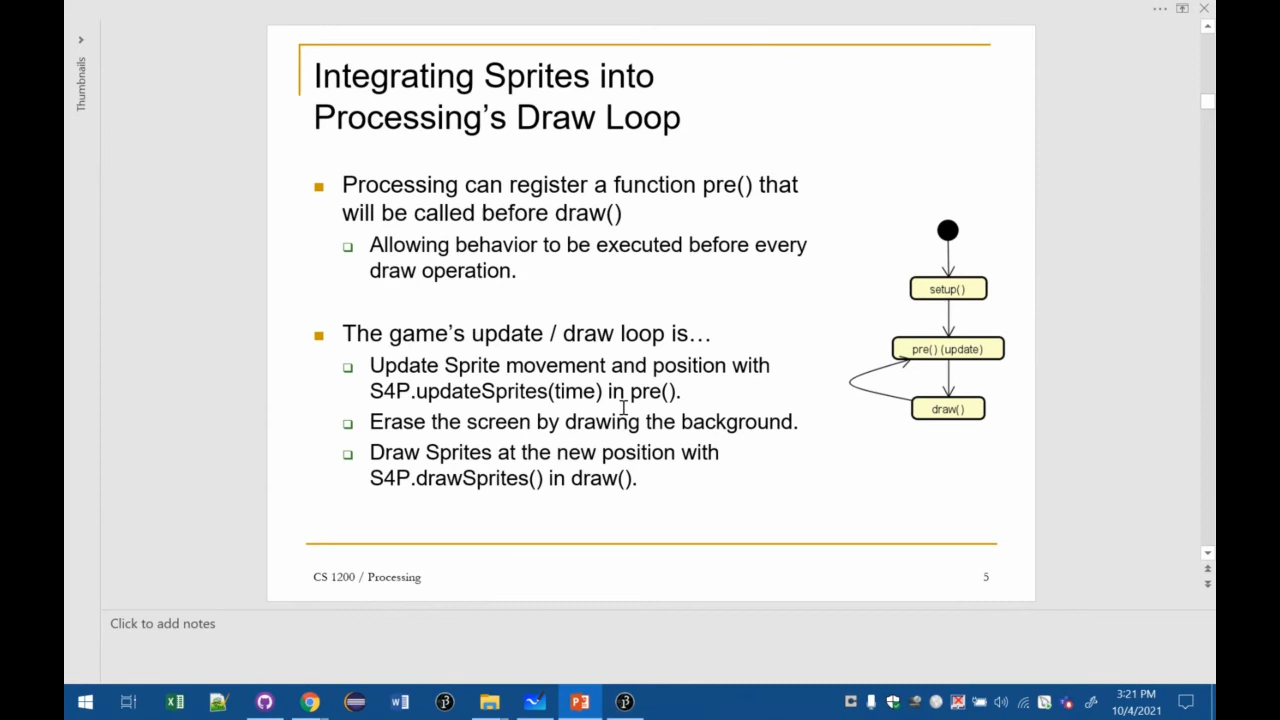 Thumbnails
Integrating Sprites into
Processing’s Draw Loop
Processing can register a function pre() that
will be called before draw()
Allowing behavior to be executed before every
draw operation.
The game’s update / draw loop is…
Update Sprite movement and position with
S4P.updateSprites(time) in pre().
Erase the screen by drawing the background.
Draw Sprites at the new position with
S4P.drawSprites() in draw().
setup()
pre() (update)
draw()
CS 1200 / Processing
5
Click to add notes
3:21 PM
10/4/2021